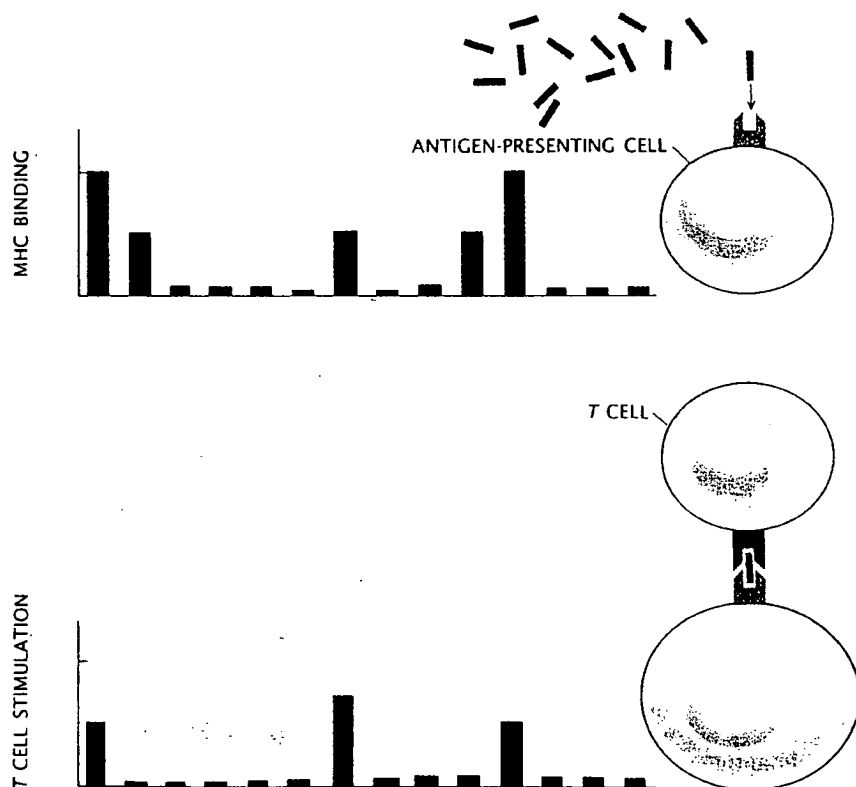 ANTIGEN-PRESENTING CELL
MHC BINDING
T CELL
T CELL STIMULATION